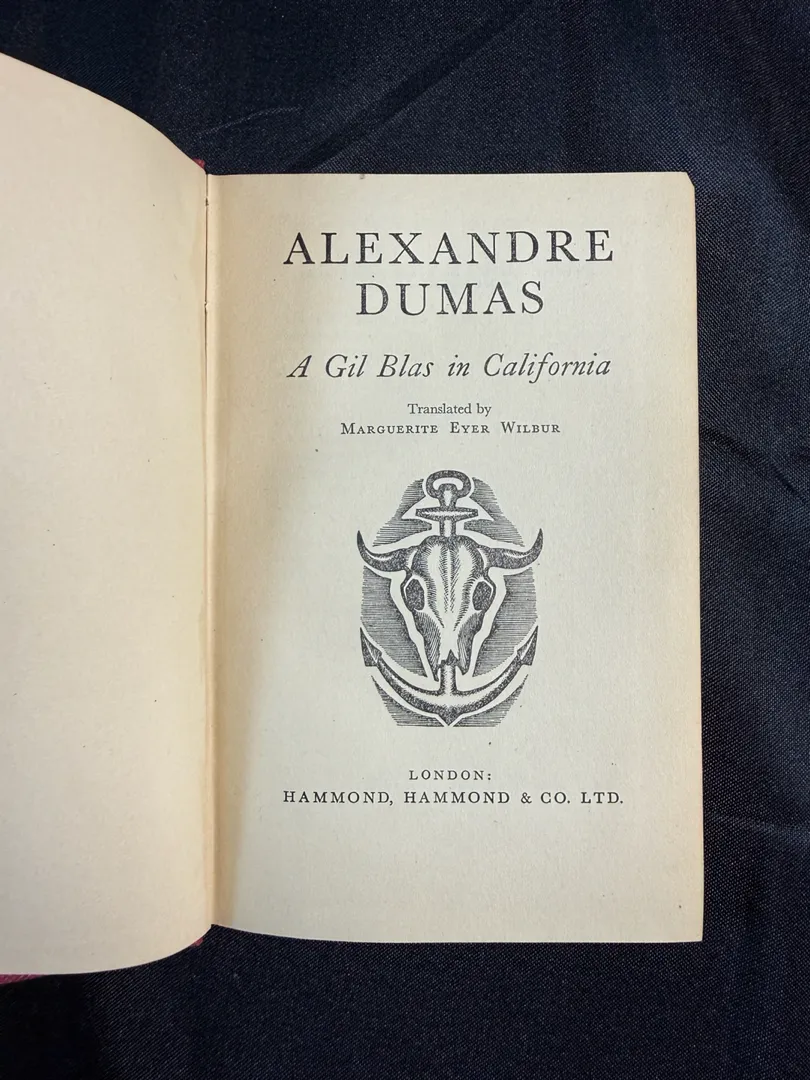 ALEXANDRE
DUMAS
A Gil Blas in California
Translated by
MARGUERITE EYER WILBUR
LONDON:
HAMMOND, HAMMOND & CO. LTD.